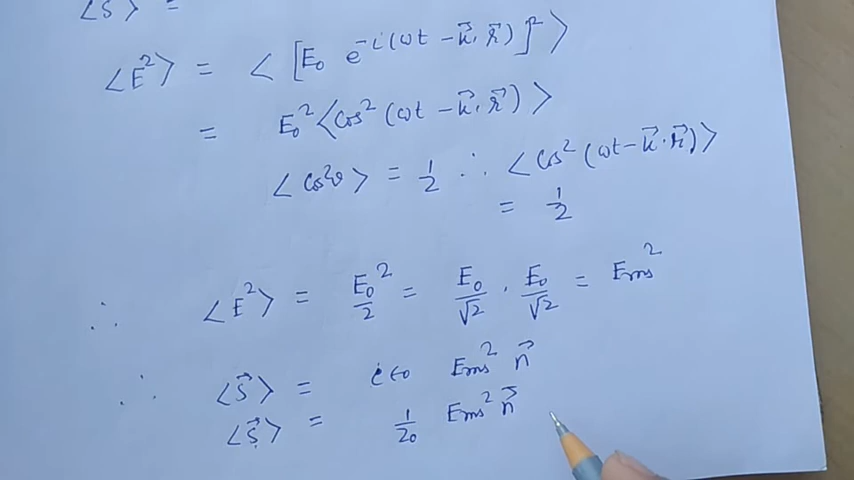 ⟨S⃗⟩ =
⟨E²⟩ = ⟨ [E₀ e^{-i(ωt - k⃗.r⃗)}]² ⟩
= E₀² ⟨Cos² (ωt - k⃗.r⃗)⟩
⟨Cos²θ⟩ = 1/2 ∴ ⟨Cos² (ωt - k⃗.r⃗)⟩
= 1/2
∴ ⟨E²⟩ = E₀²/2 = E₀/√2 . E₀/√2 = Erms²
∴ ⟨S⃗⟩ = c ε₀ Erms² n⃗
⟨S⃗⟩ = 1/Z₀ Erms² n⃗